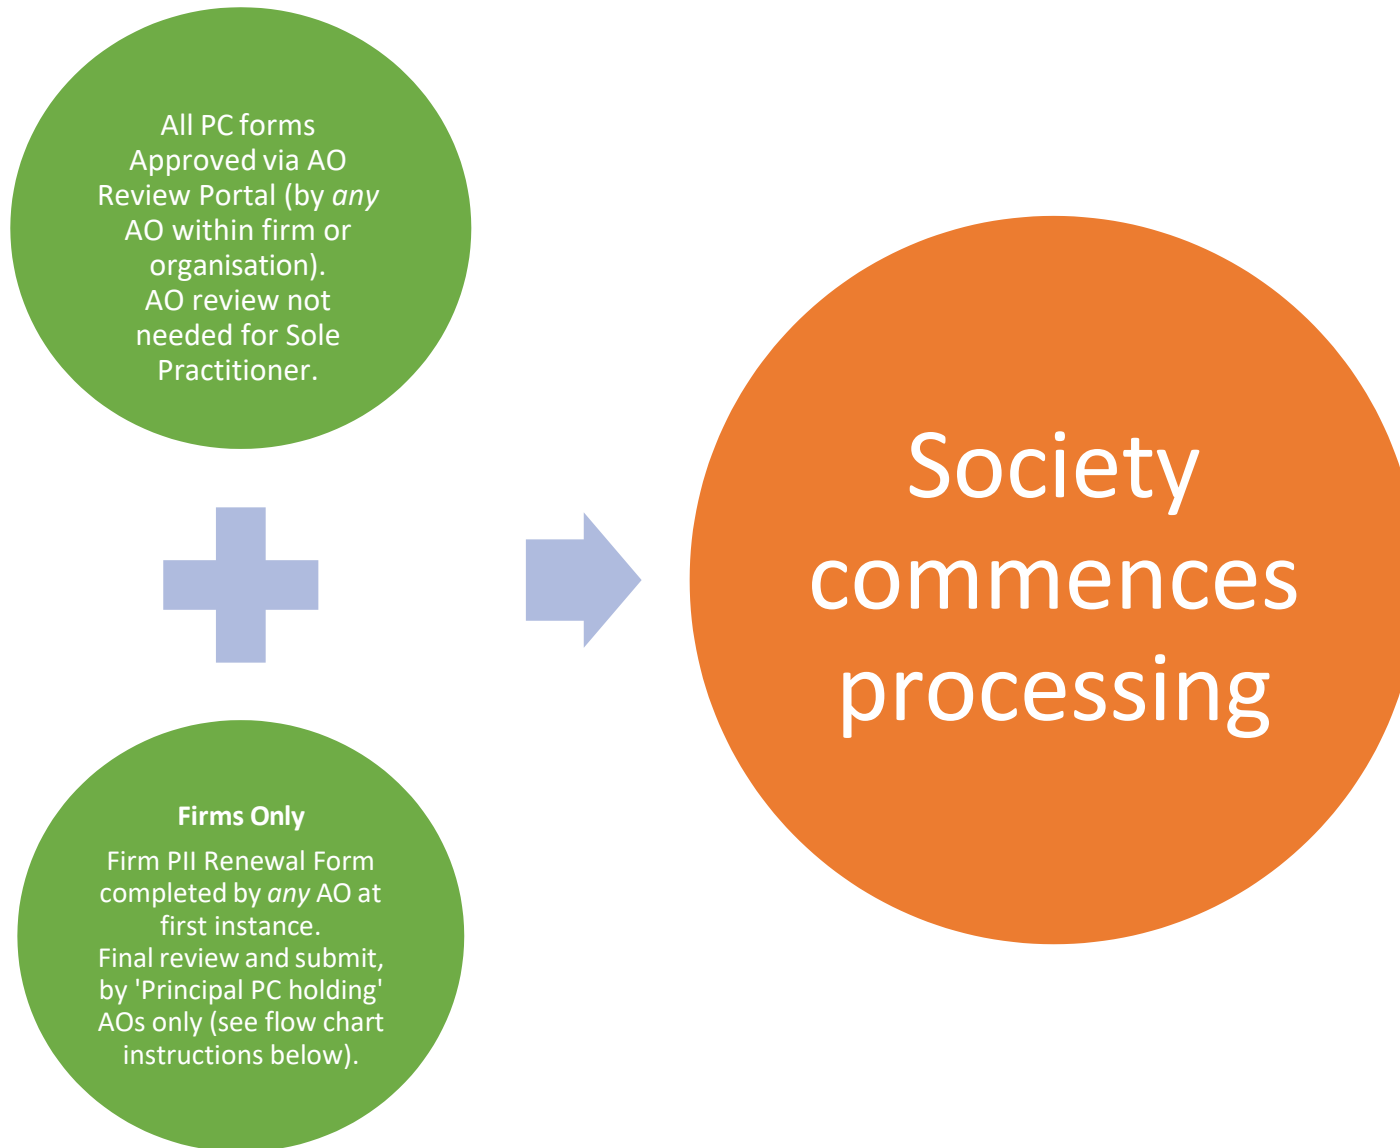 All PC forms
Approved via AO
Review Portal (by any
AO within firm or
organisation).
AO review not
needed for Sole
Practitioner.
Firms Only
Firm PII Renewal Form
completed by any AO at
first instance.
Final review and submit,
by 'Principal PC holding'
AOs only (see flow chart
instructions below).
Society
commences
processing